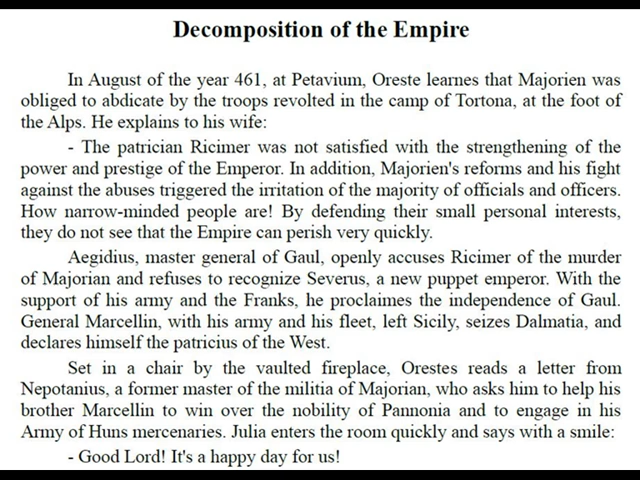 Decomposition of the Empire
In August of the year 461, at Petavium, Oreste learnes that Majorien was
obliged to abdicate by the troops revolted in the camp of Tortona, at the foot of
the Alps. He explains to his wife:
- The patrician Ricimer was not satisfied with the strengthening of the
power and prestige of the Emperor. In addition, Majorien's reforms and his fight
against the abuses triggered the irritation of the majority of officials and officers.
How narrow-minded people are! By defending their small personal interests,
they do not see that the Empire can perish very quickly.
Aegidius, master general of Gaul, openly accuses Ricimer of the murder
of Majorian and refuses to recognize Severus, a new puppet emperor. With the
support of his army and the Franks, he proclaimes the independence of Gaul.
General Marcellin, with his army and his fleet, left Sicily, seizes Dalmatia, and
declares himself the patricius of the West.
Set in a chair by the vaulted fireplace, Orestes reads a letter from
Nepotanius, a former master of the militia of Majorian, who asks him to help his
brother Marcellin to win over the nobility of Pannonia and to engage in his
Army of Huns mercenaries. Julia enters the room quickly and says with a smile:
- Good Lord! It's a happy day for us!